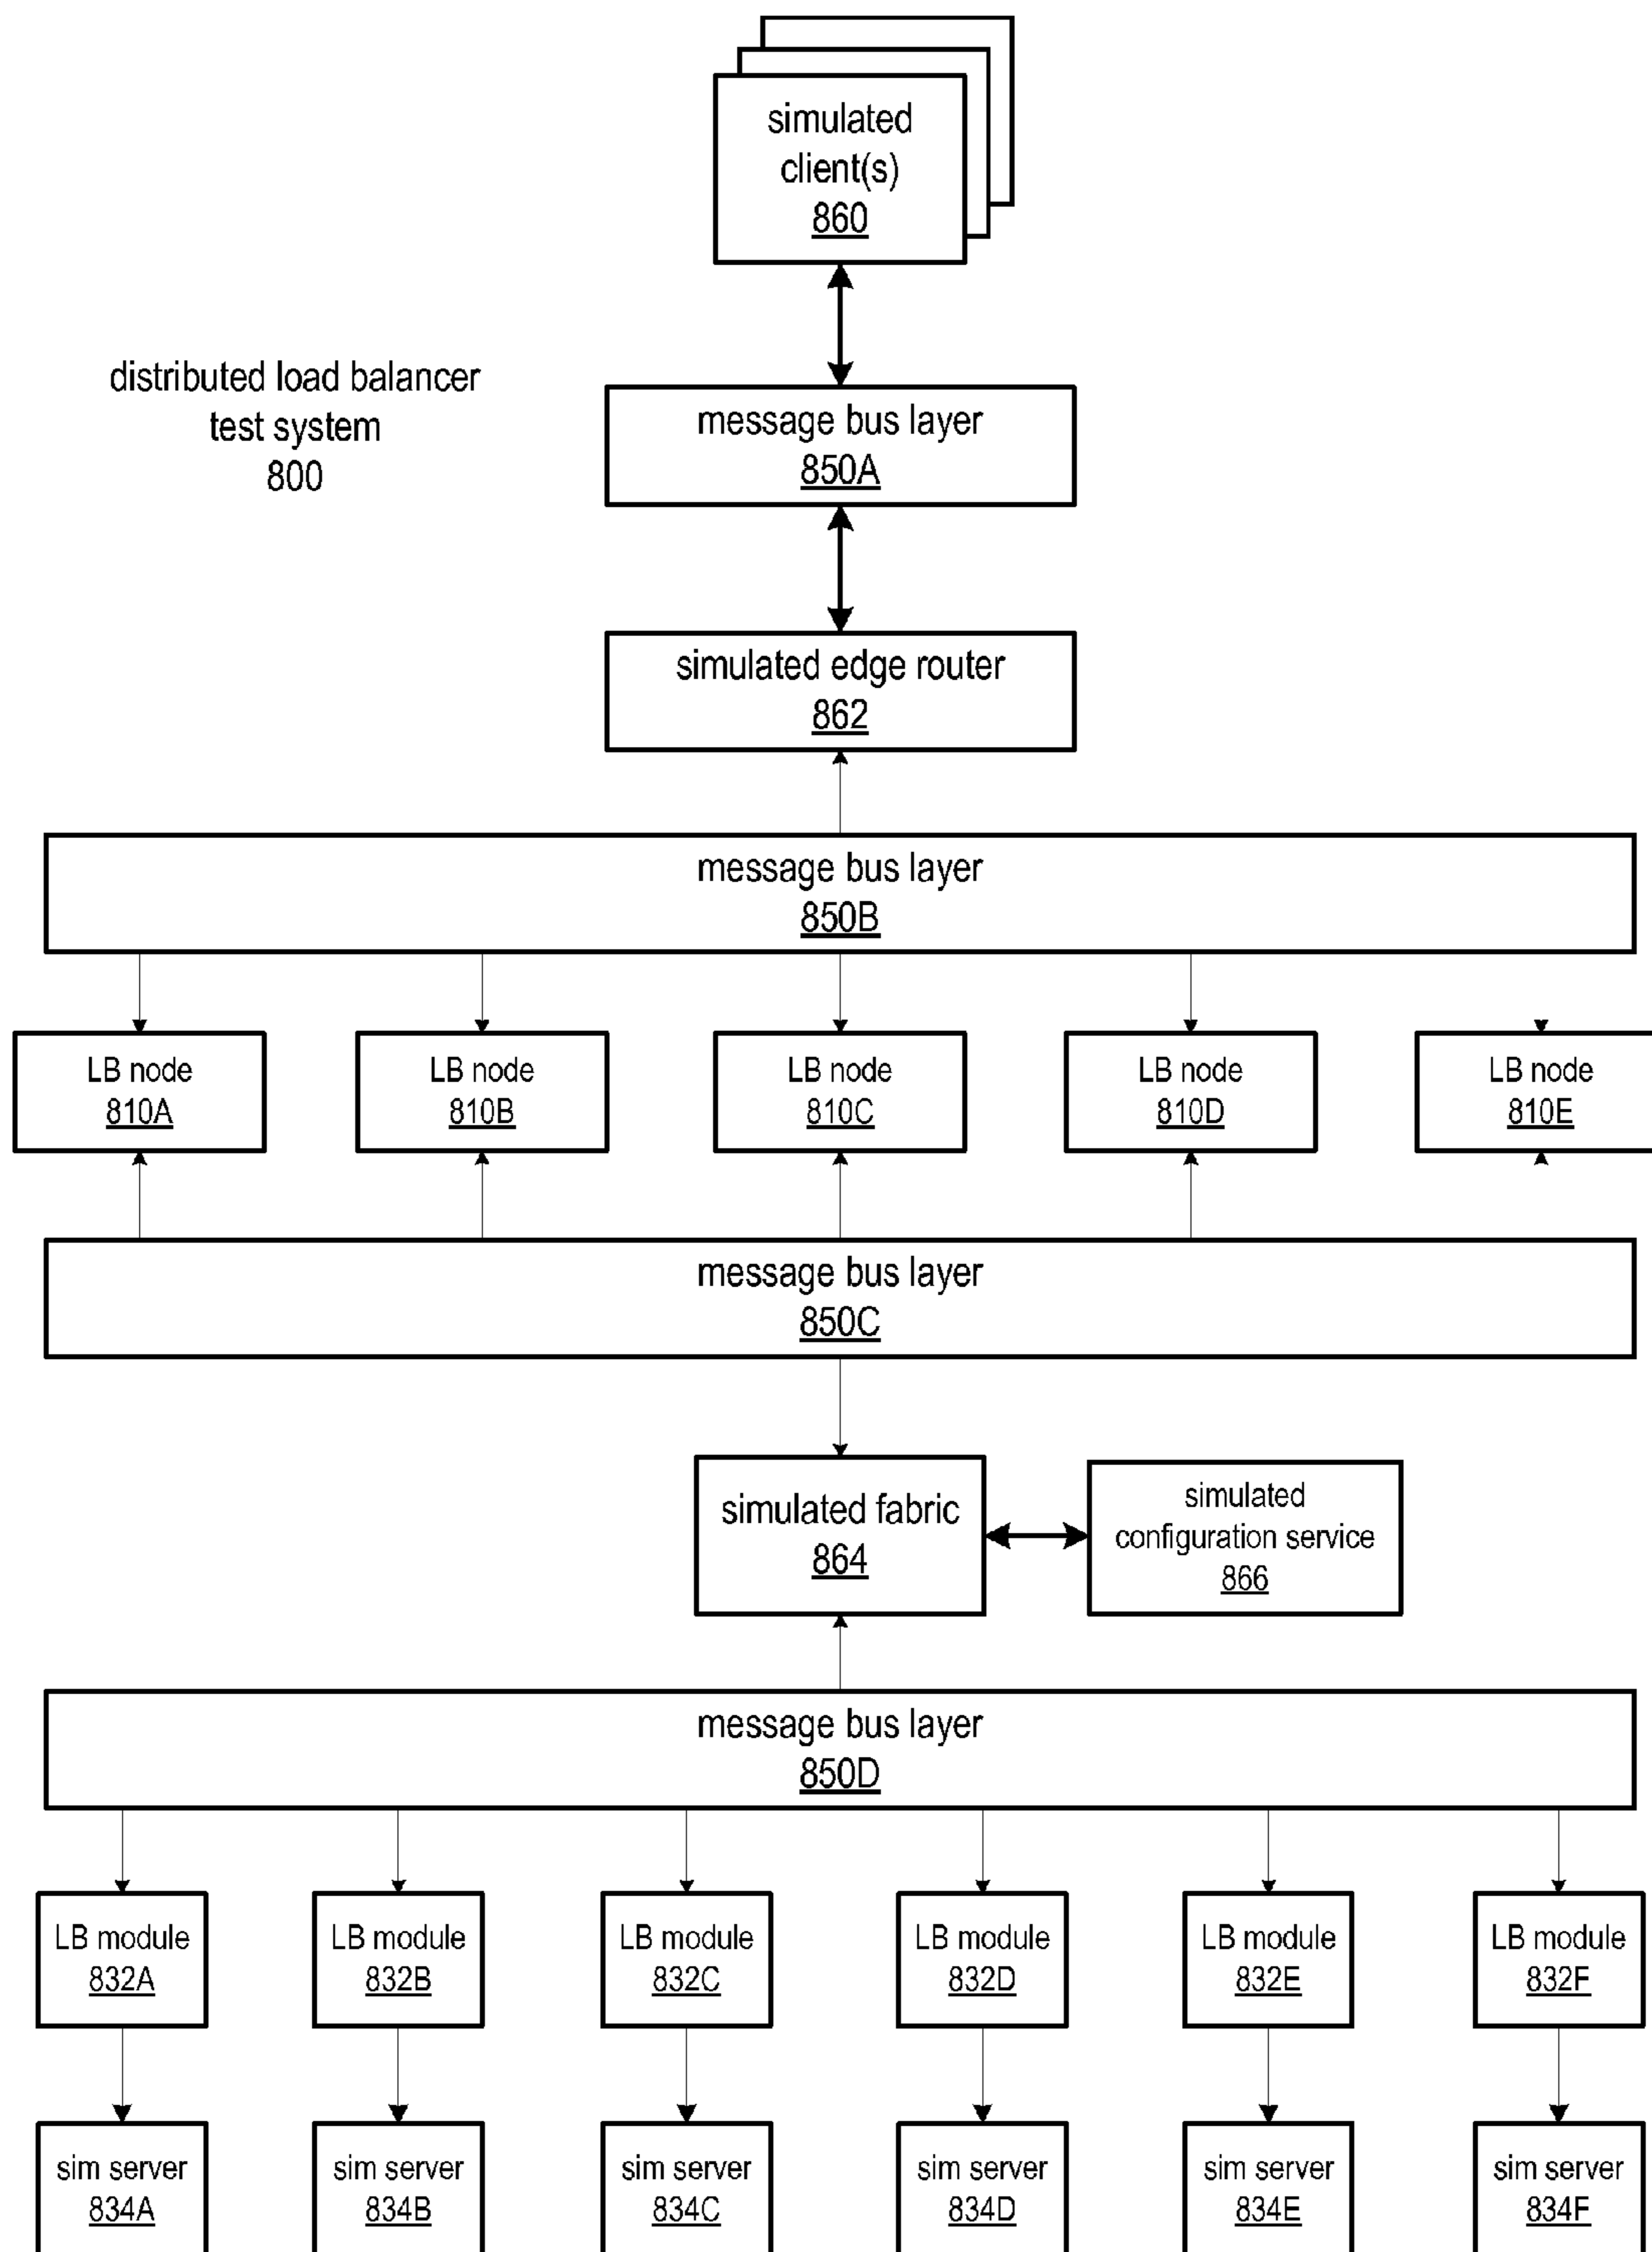 simulated
client(s)
860
distributed load balancer
test system
800
message bus layer
850A
simulated edge router
862
message bus layer
850B
LB node
810A
LB node
810B
LB node
810C
LB node
810D
LB node
810E
message bus layer
850C
simulated fabric
864
simulated
configuration service
866
message bus layer
850D
LB module
832A
LB module
832B
LB module
832C
LB module
832D
LB module
832E
LB module
832F
sim server
834A
sim server
834B
sim server
834C
sim server
834D
sim server
834E
sim server
834F